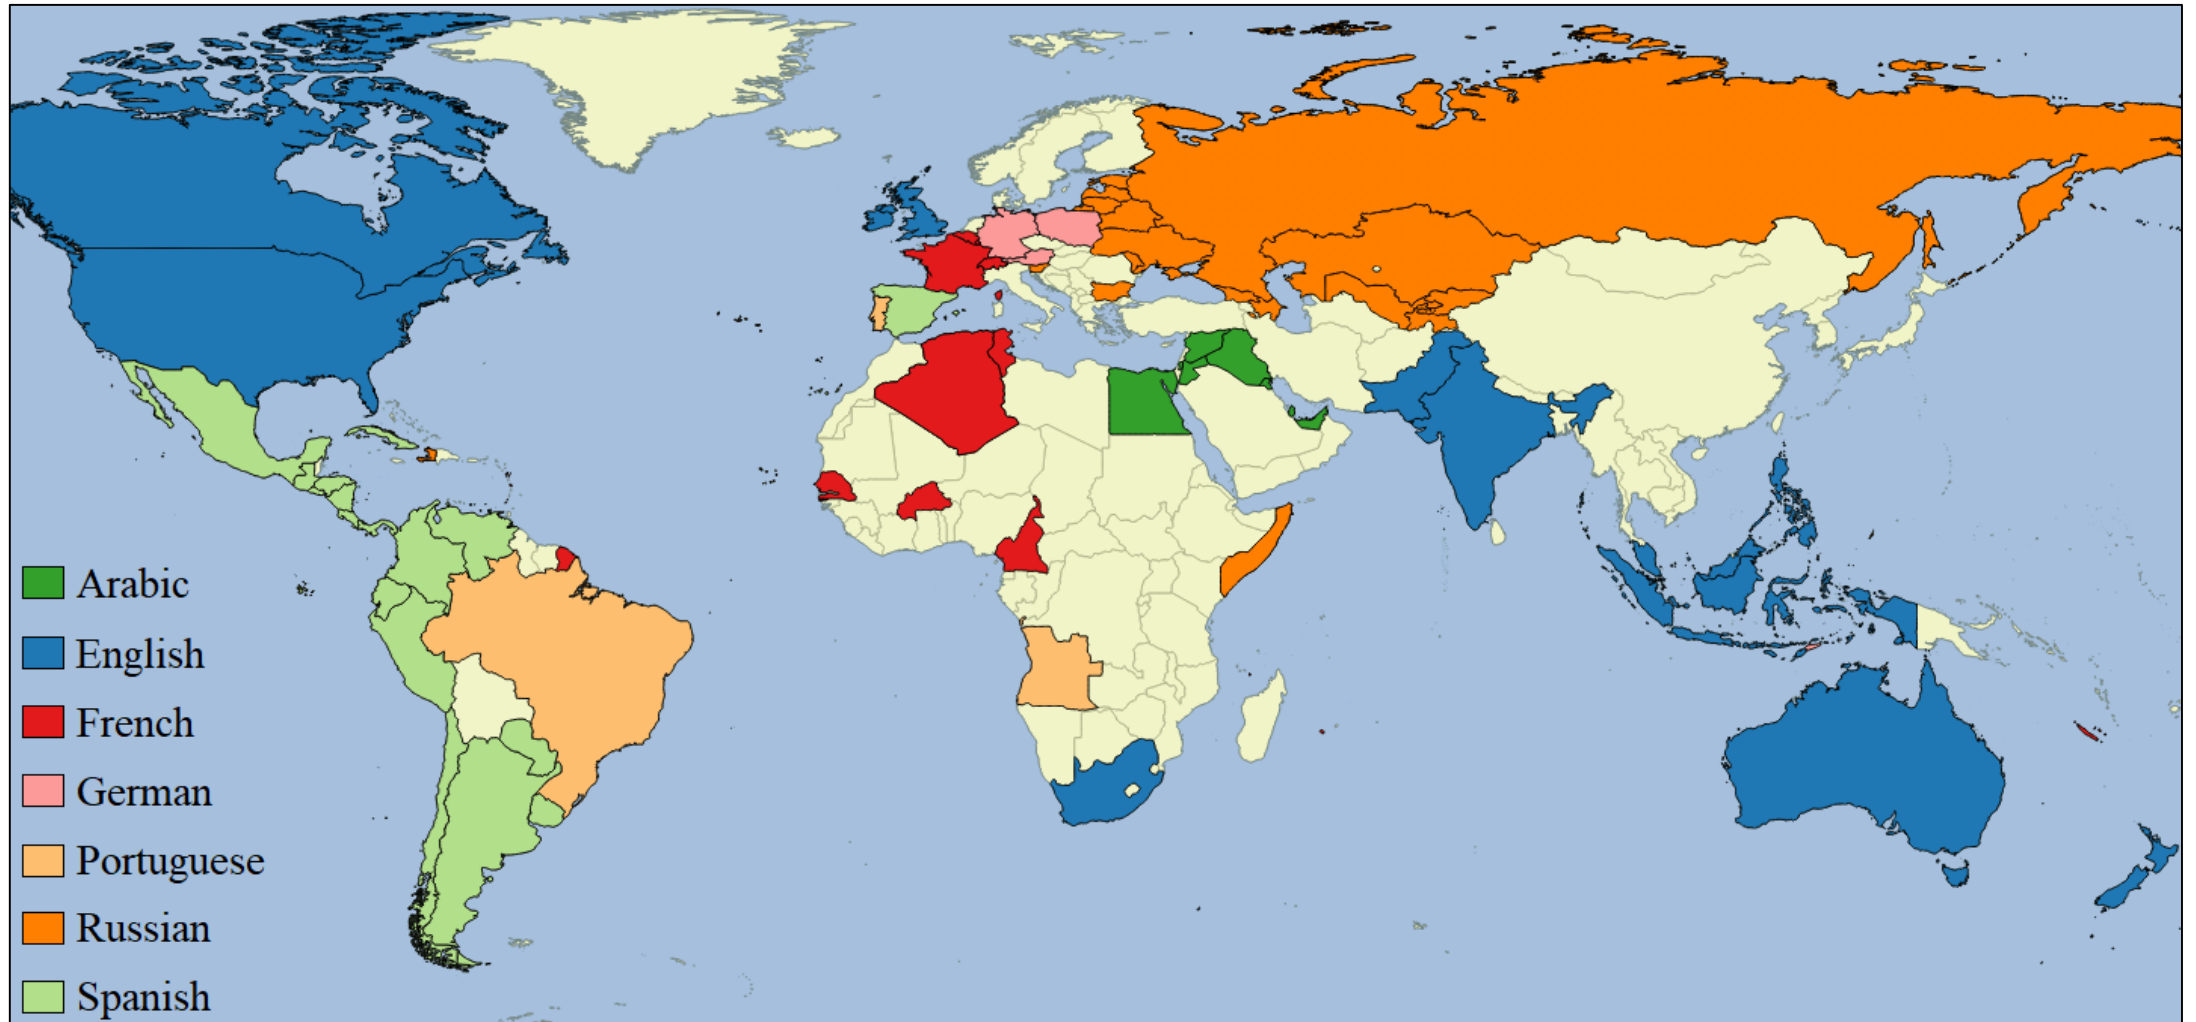 Arabic
English
French
German
Portuguese
Russian
Spanish